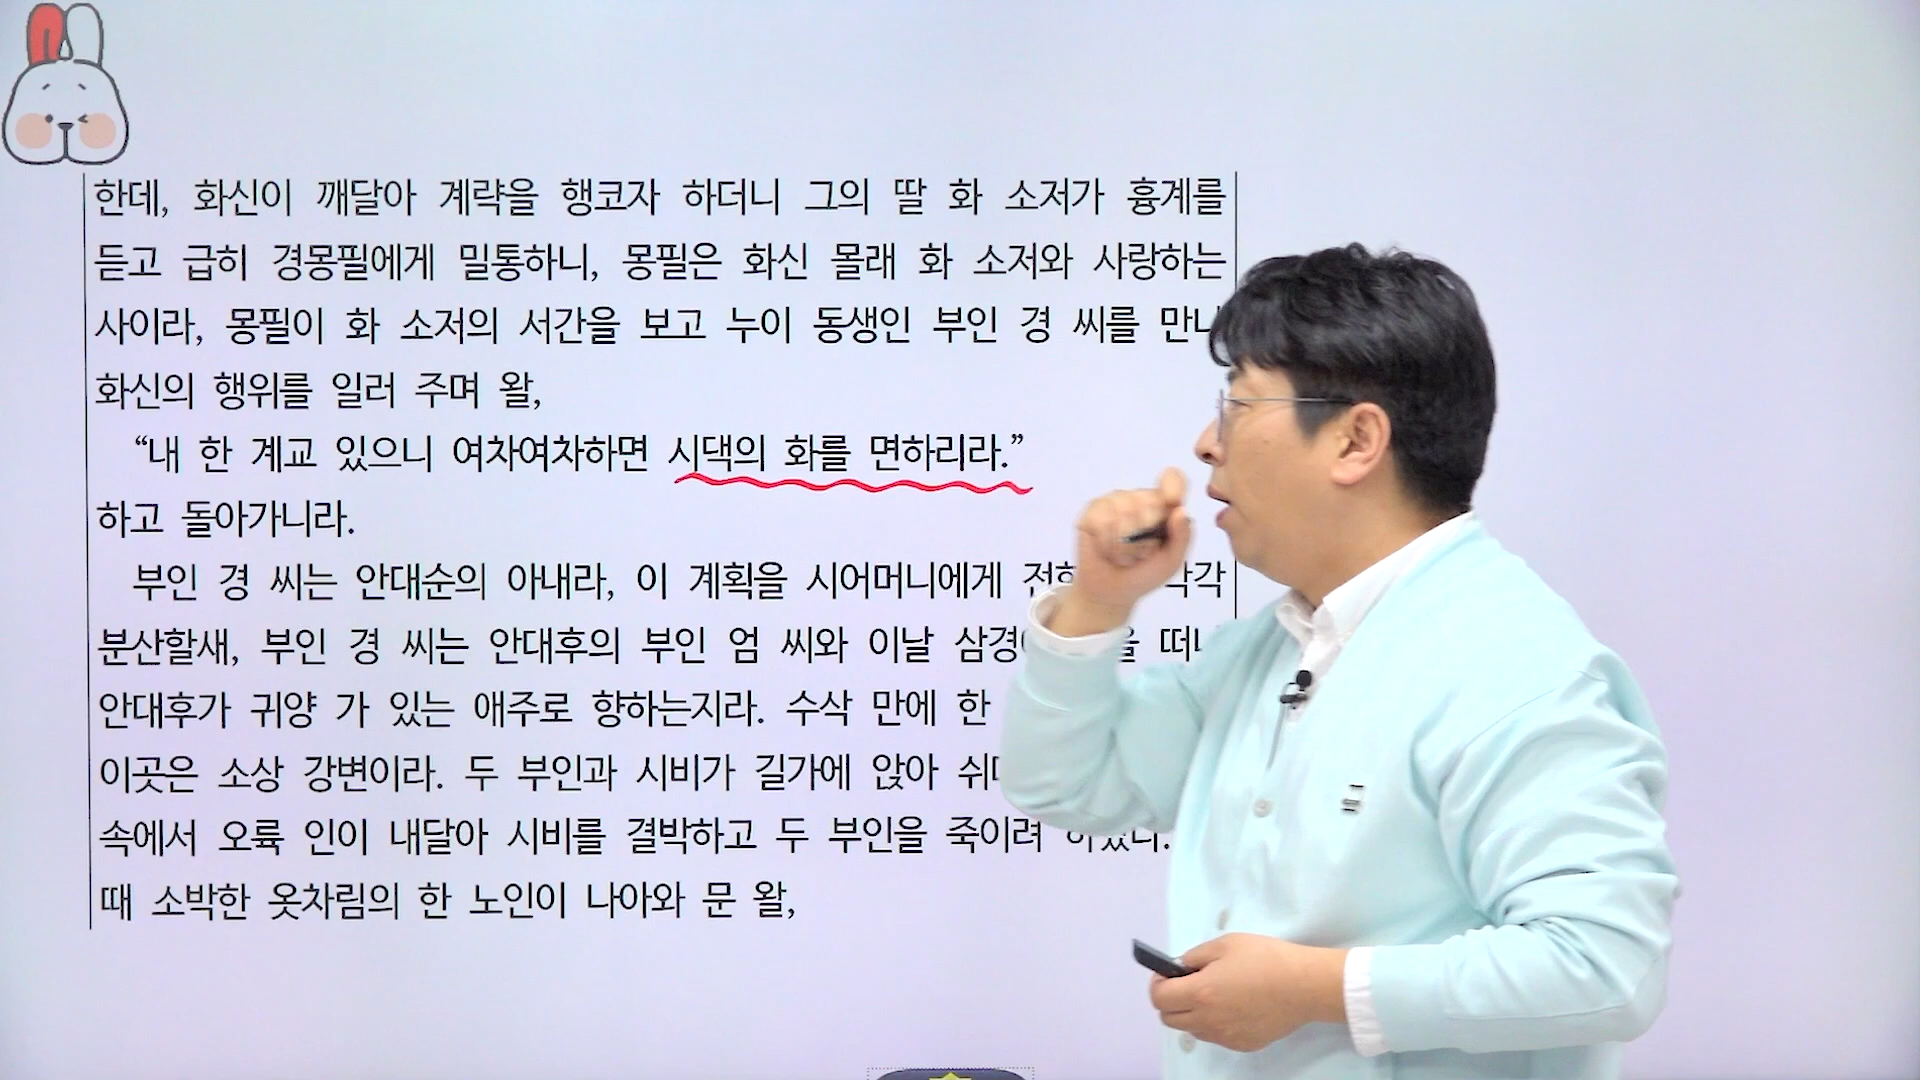 한데, 화신이 깨달아 계략을 행코자 하더니 그의 딸 화 소저가 흉계를
듣고 급히 경몽필에게 밀통하니, 몽필은 화신 몰래 화 소저와 사랑하는
사이라, 몽필이 화 소저의 서간을 보고 누이 동생인 부인 경 씨를
화신의 행위를 일러 주며 왈,
“내 한 계교 있으니 여차여차하면 시댁의 화를 면하리라.”
하고 돌아가니라.
부인 경 씨는 안대순의 아내라, 이 계획을 시어머니에게
분산할새, 부인 경 씨는 안대후의 부인 엄 씨와 이날
안대후가 귀양 가 있는 애주로 향하는지라. 수삭 만에 한
이곳은 소상 강변이라. 두 부인과 시비가 길가에 앉아
속에서 오륙 인이 내달아 시비를 결박하고 두 부인을 죽이려
때 소박한 옷차림의 한 노인이 나아와 문 왈,